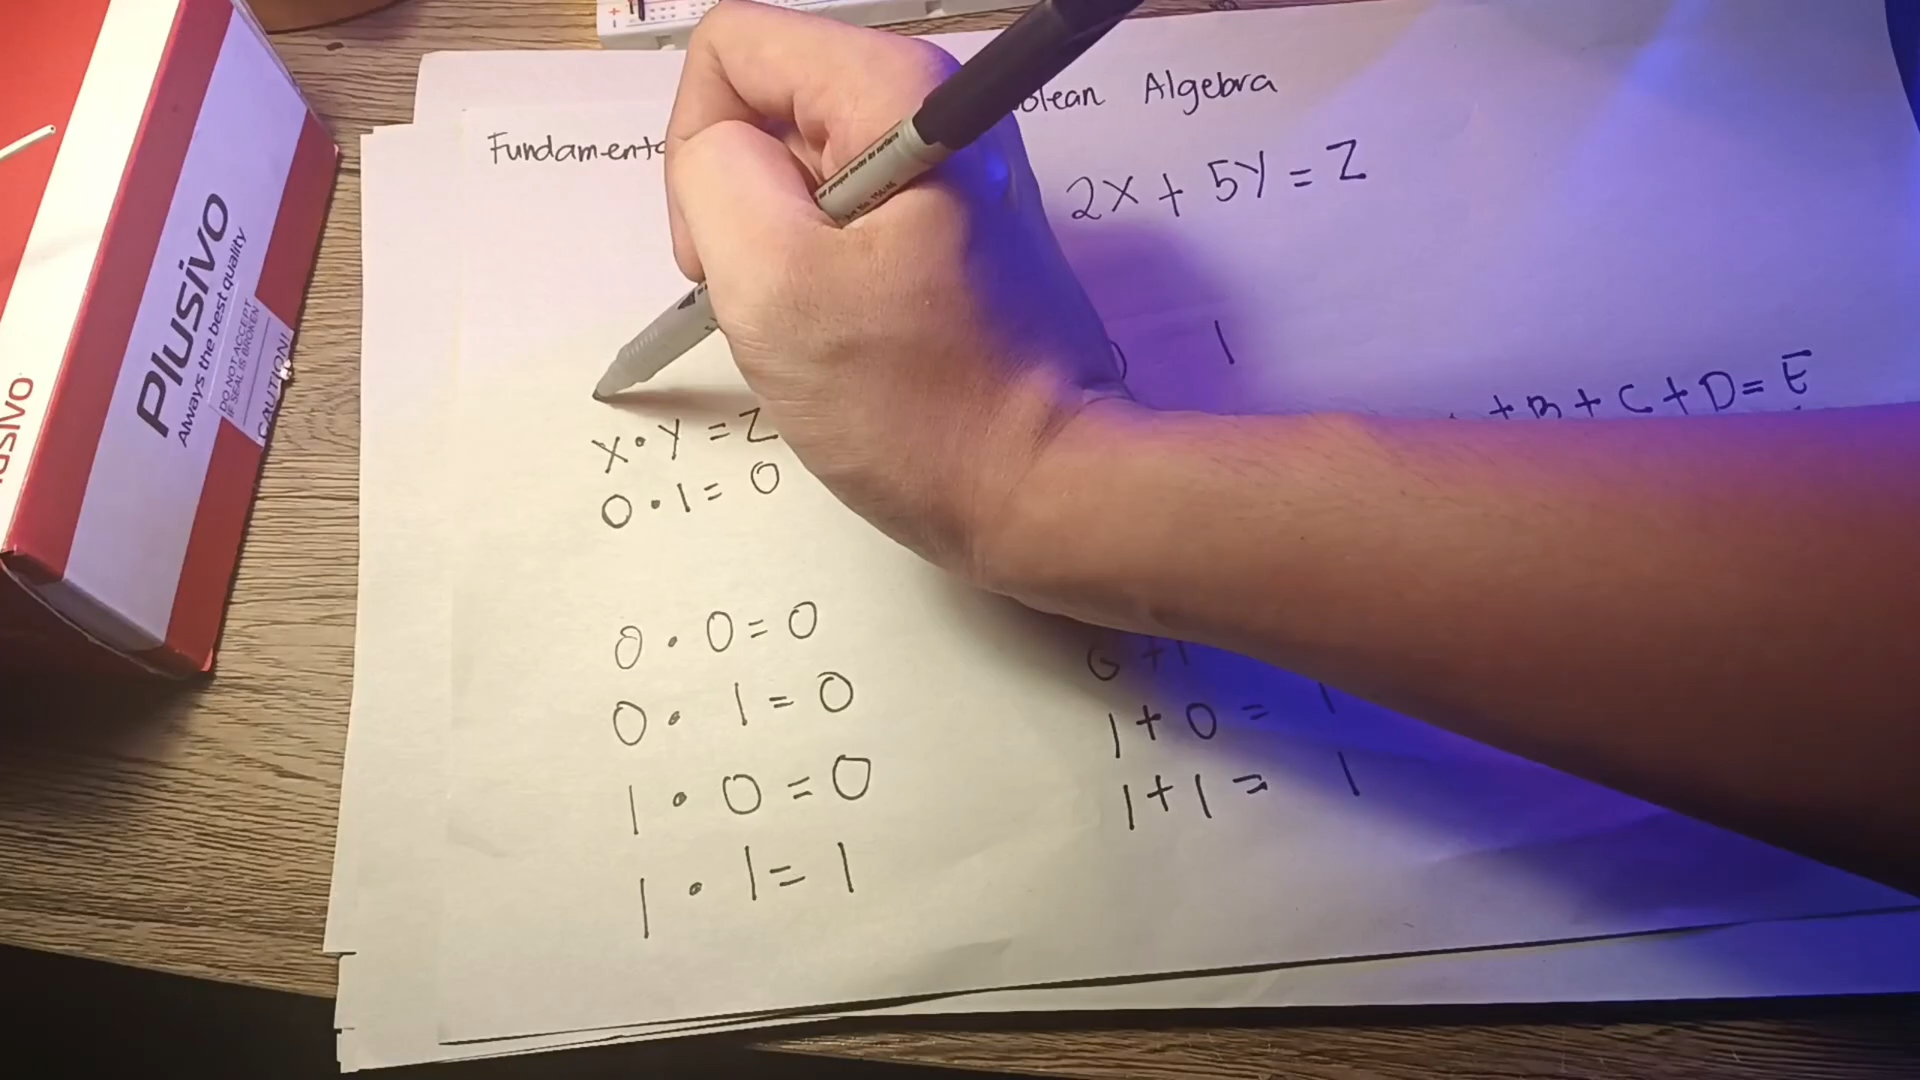 Plusivo
Always the best quality
DO NOT ACCEPT
IF SEAL IS BROKEN
CAUTION!
Algebra
2X + 5Y = Z
1
+ B + C + D = E
X • Y = Z
0 • 1 = 0
0 • 0 = 0
0 • 1 = 0
1 • 0 = 0
1 • 1 = 1
1 + 0 = 1
1 + 1 = 1